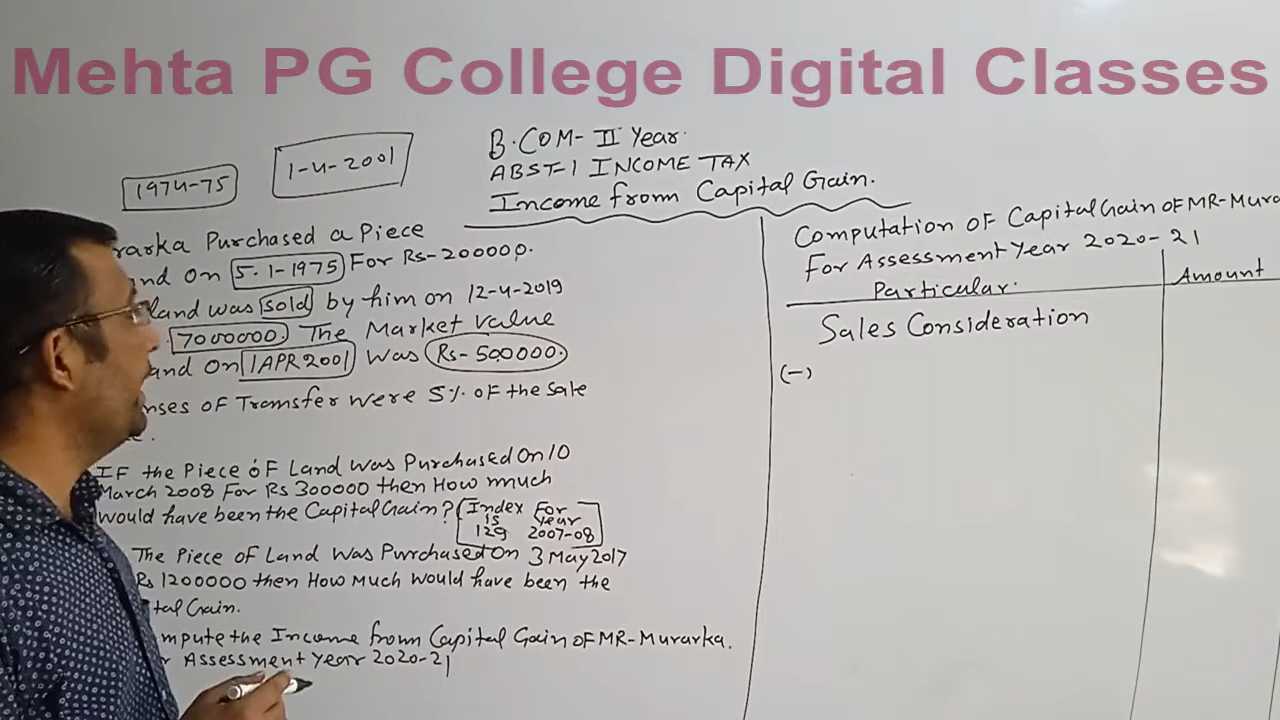 Mehta PG College Digital Classes
1974-75
1-4-2001
B.COM- II Year.
ABST-1 INCOME TAX
Income from Capital Gain.
rarka Purchased a Piece
and On 5.1-1975 For Rs-200000.
land was sold by him on 12-4-2019
7000000. The Market value
and On 1APR2001 was Rs-500000.
nses of Transfer were 5% of the sale
IF the Piece of Land was Purchased On 10
March 2008 For Rs 300000 then How much
would have been the Capital Gain? (Index For
is Year
129 2007-08
The Piece of Land was Purchased On 3 May 2017
Rs 1200000 then How Much would have been the
tal Gain.
mpute the Income from Capital Gain of MR-Murarka.
r Assessment year 2020-21
Computation of Capital Gain of MR-Mura
For Assessment Year 2020-21
Particular. Amount
Sales Consideration
(-)